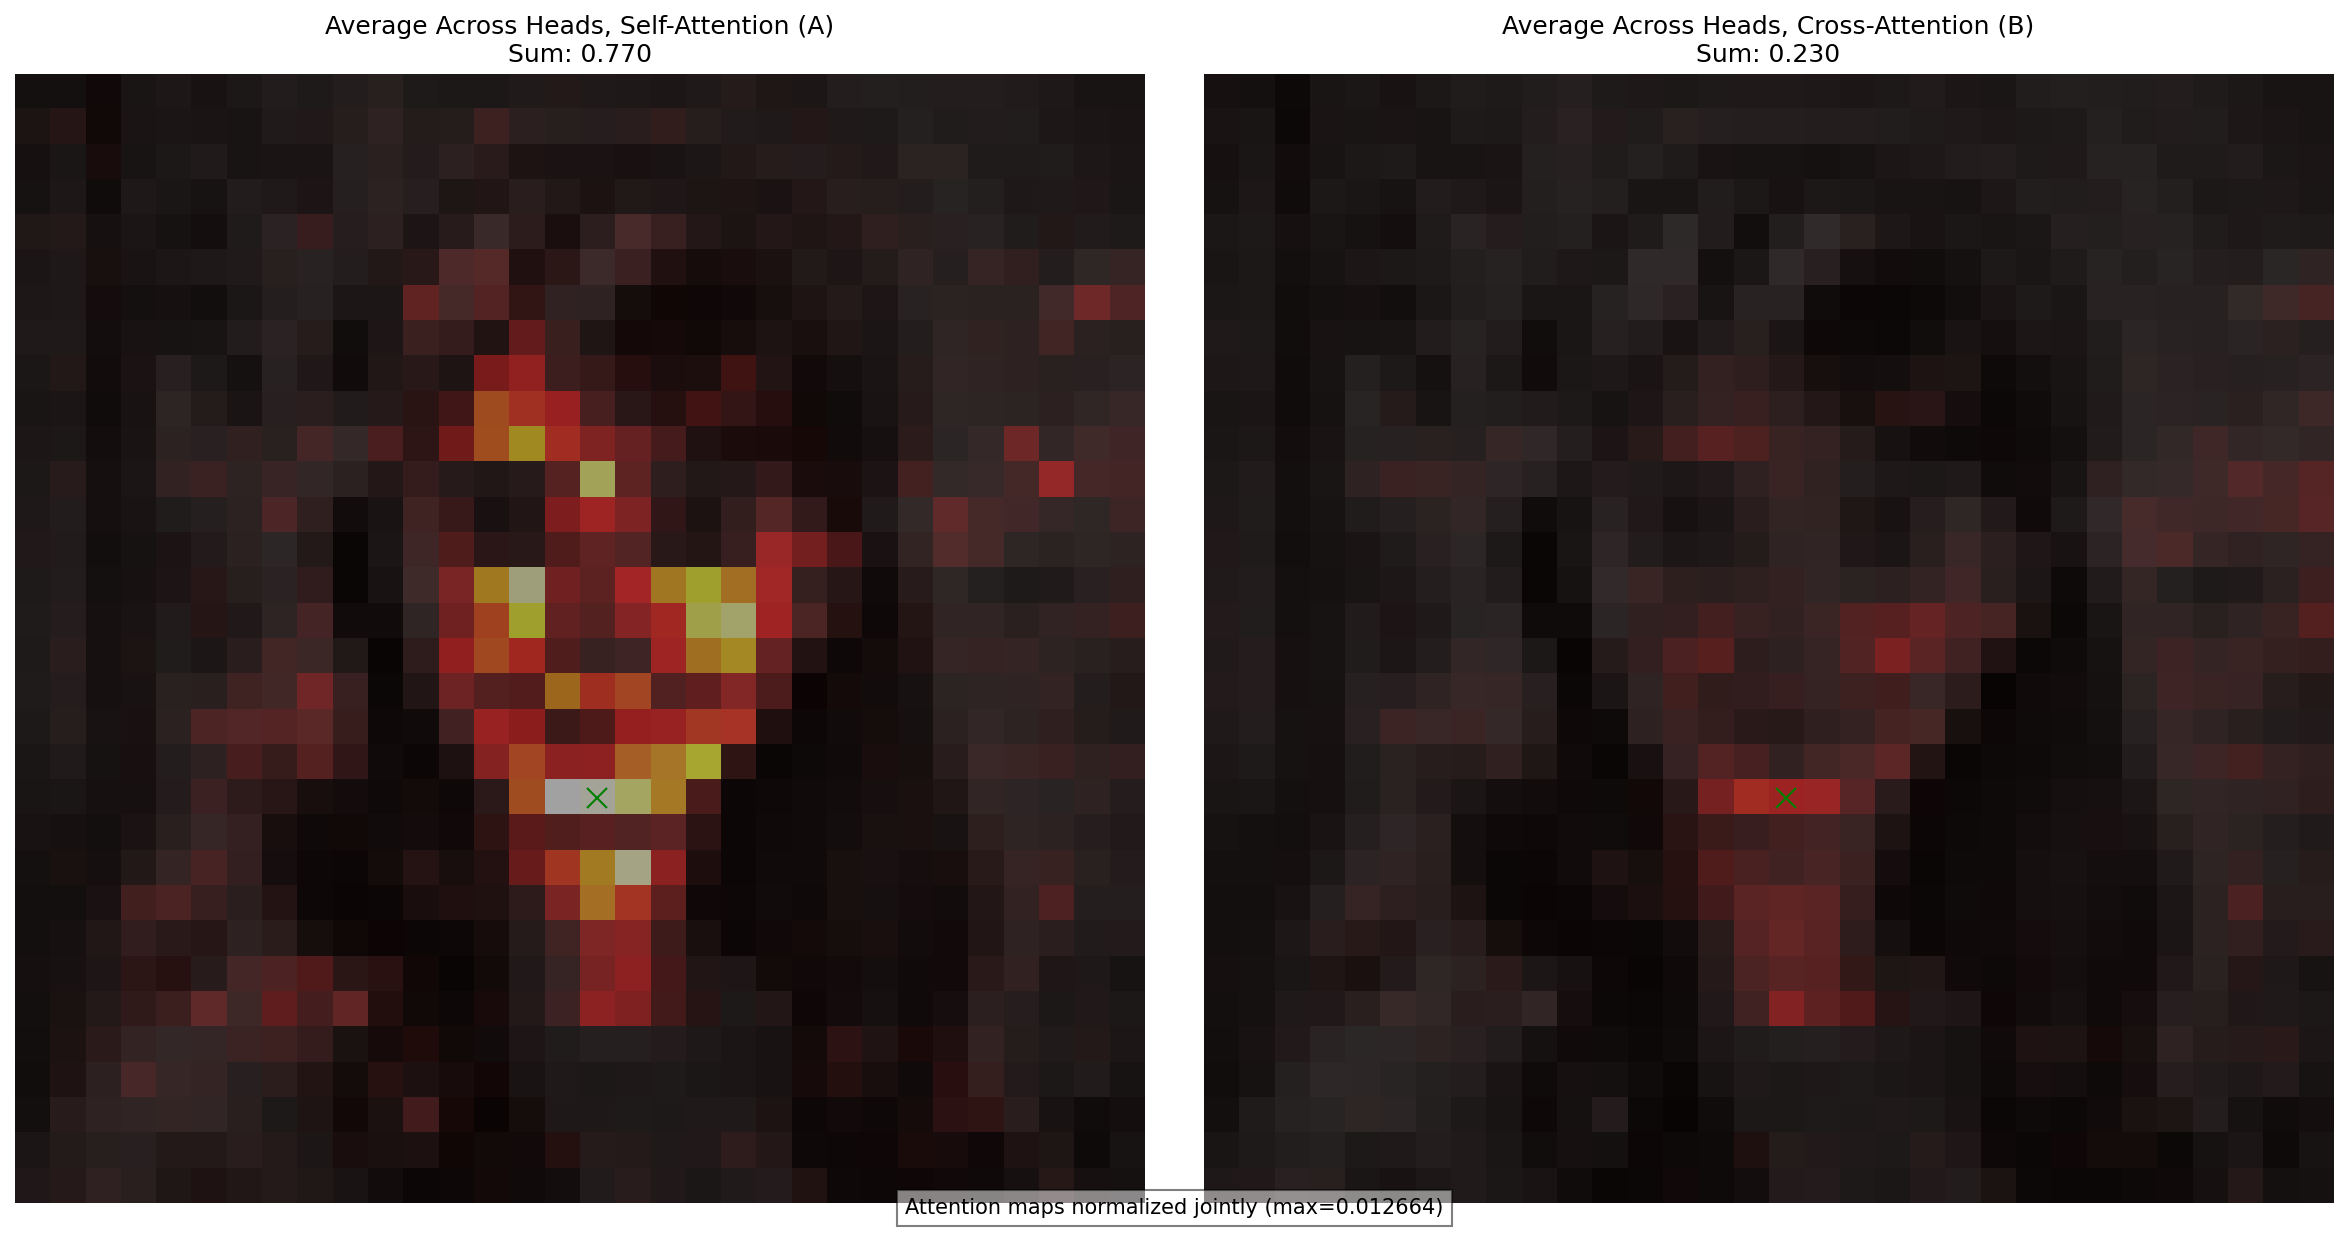 Average Across Heads, Self-Attention (A)
Sum: 0.770
Average Across Heads, Cross-Attention (B)
Sum: 0.230
Attention maps normalized jointly (max=0.012664)